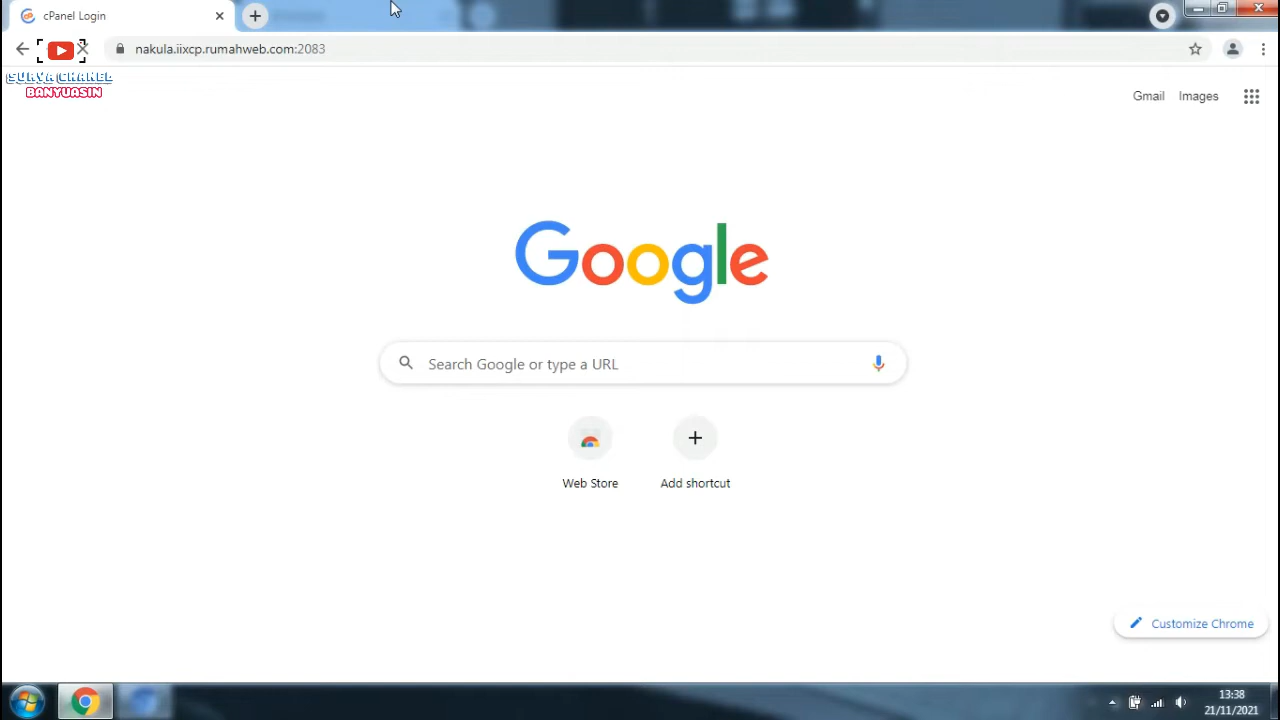 cPanel Login
nakula.iixcp.rumahweb.com:2083
SURYA CHANEL
BANYUASIN
Gmail
Images
Google
Search Google or type a URL
Web Store
Add shortcut
Customize Chrome
13:38
21/11/2021